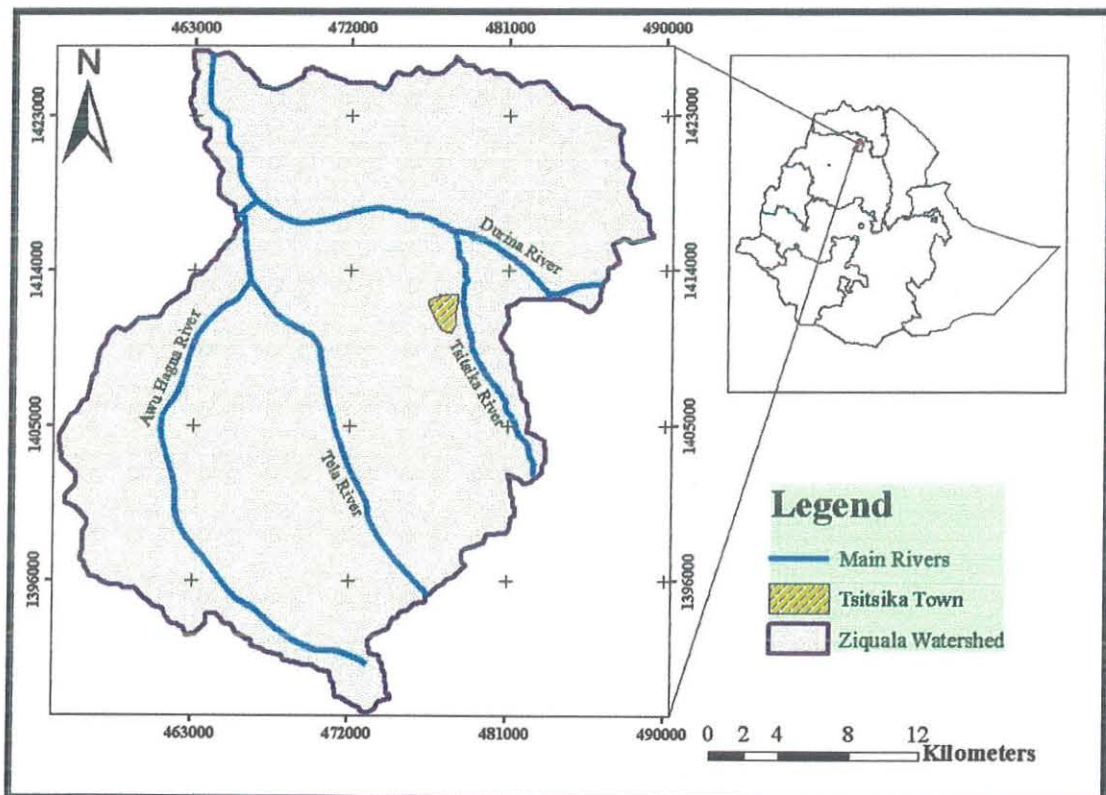 463000 472000 481000 490000
N
1423000 1423000
Durina River
1414000 1414000
Awu Hagus River
Tsitsika River
1405000 1405000
Tela River
Legend
Main Rivers
1396000 1396000
Tsitsika Town
Ziquala Watershed
463000 472000 481000 490000
0 2 4 8 12
Kilometers